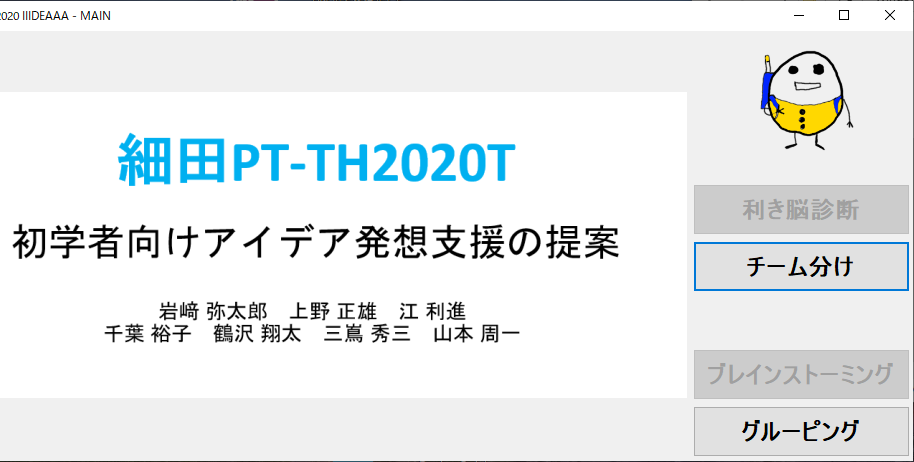 2020 IIIDEAAA - MAIN
細田PT-TH2020T
初学者向けアイデア発想支援の提案
岩﨑 弥太郎　上野 正雄　江 利進
千葉 裕子　鶴沢 翔太　三嶌 秀三　山本 周一
利き脳診断
チーム分け
ブレインストーミング
グルーピング